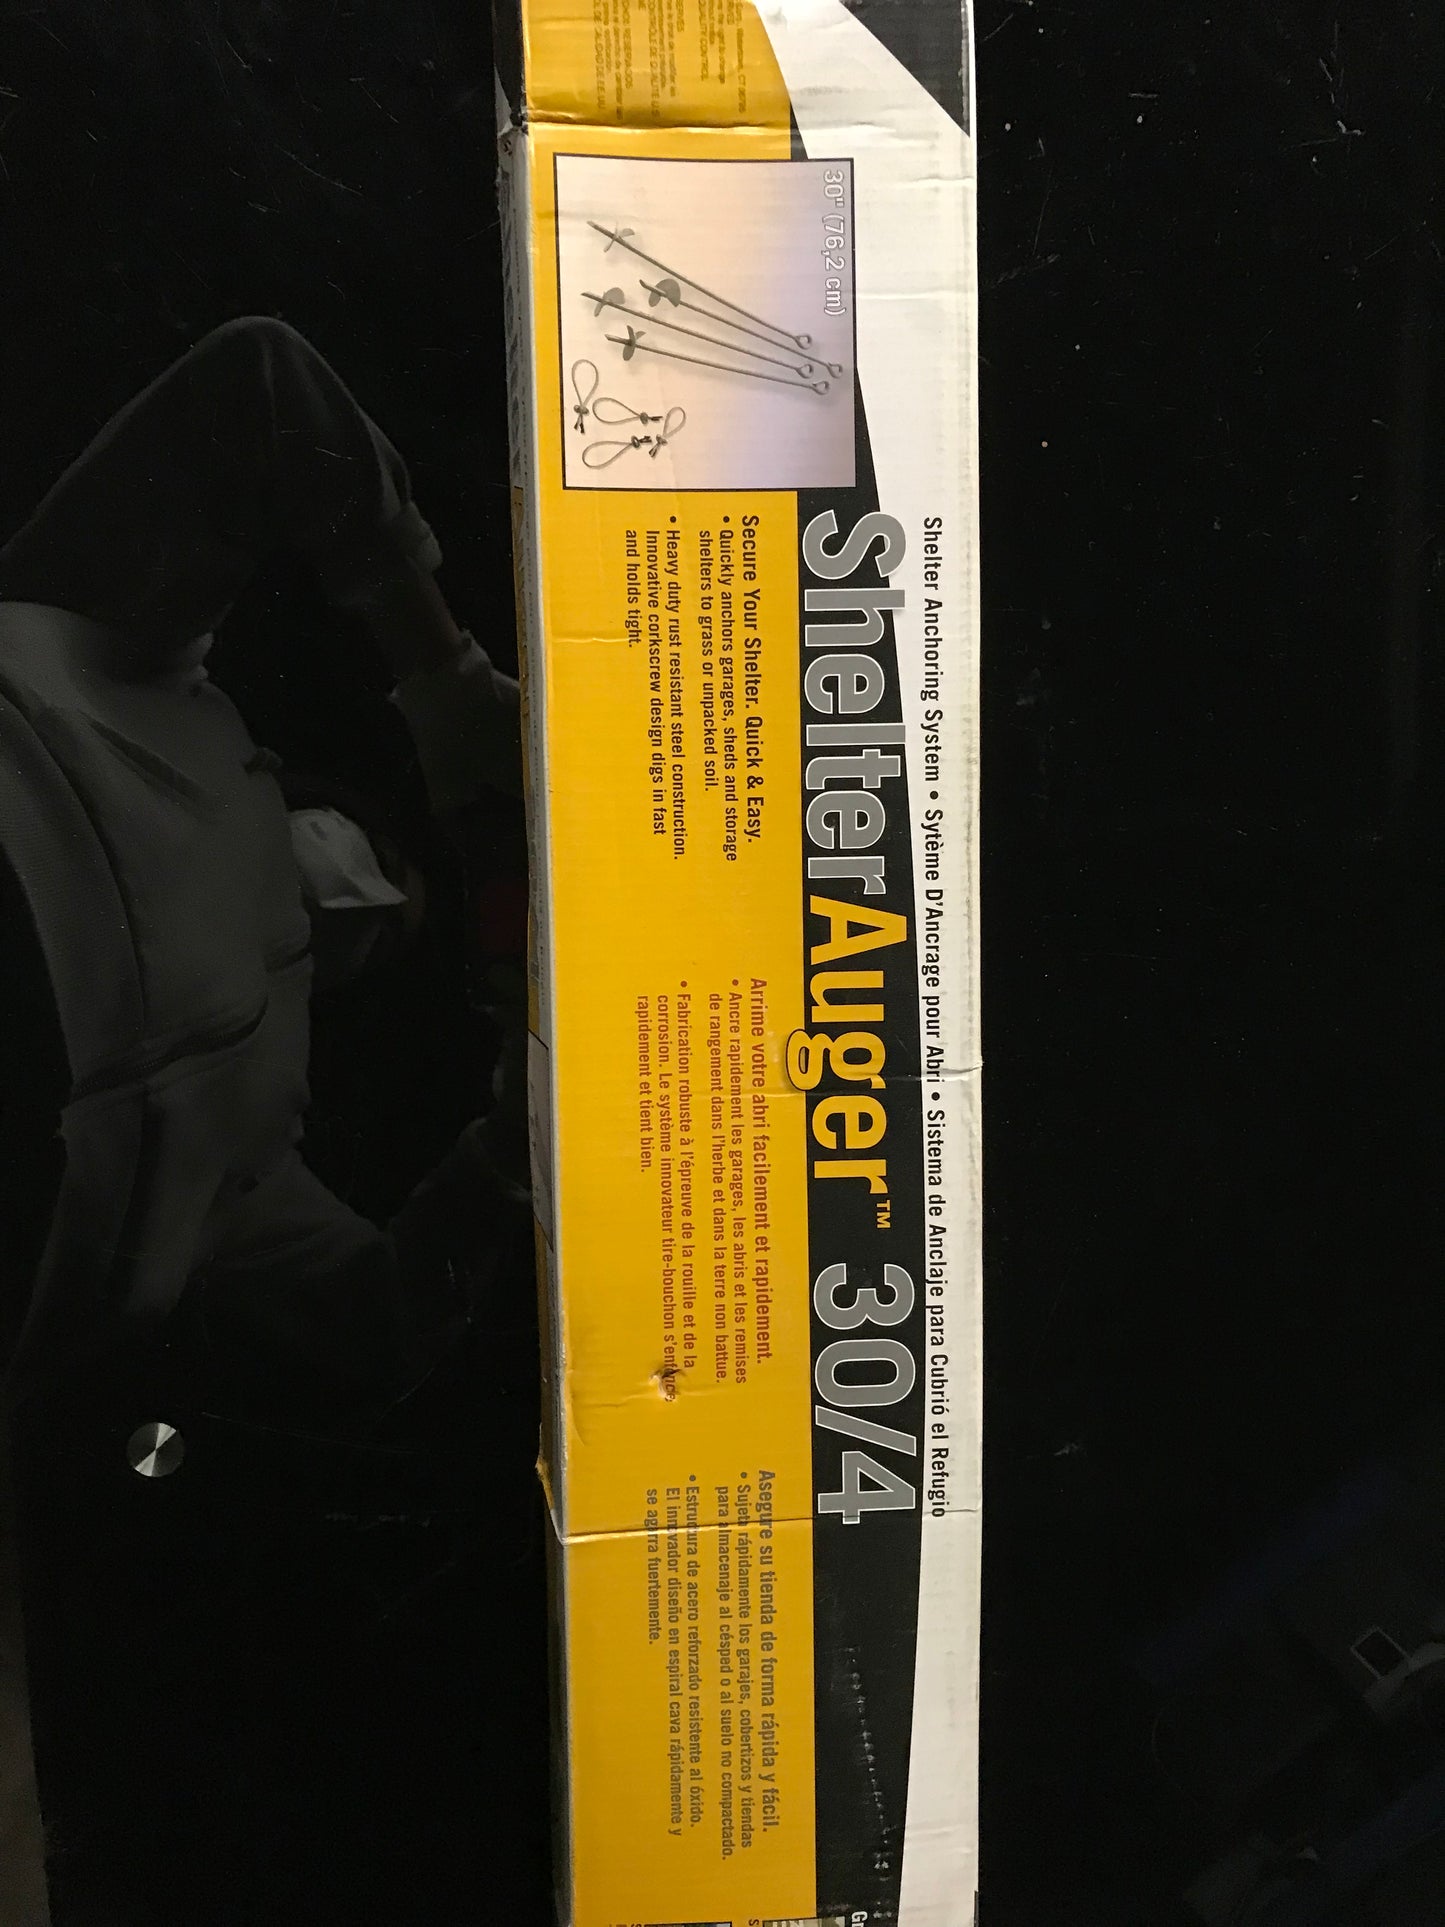 Shelter Anchoring System • Sytème D'Ancrage pour Abri • Sistema de Anclaje para Cubrió el Refugio
ShelterAuger™ 30/4
30" (76,2 cm)
Secure Your Shelter. Quick & Easy.
• Quickly anchors garages, sheds and storage
shelters to grass or unpacked soil.
• Heavy duty rust resistant steel construction.
Innovative corkscrew design digs in fast
and holds tight.
Arrime votre abri facilement et rapidement.
• Ancre rapidement les garages, les abris et les remises
de rangement dans l'herbe et dans la terre non battue.
• Fabrication robuste à l'épreuve de la rouille et de la
corrosion. Le système innovateur tire-bouchon s'enfonce
rapidement et tient bien.
Asegure su tienda de forma rápida y fácil.
• Sujeta rápidamente los garajes, cobertizos y tiendas
para almacenaje al césped o al suelo no compactado.
• Estructura de acero reforzado resistente al óxido.
El innovador diseño en espiral cava rápidamente y
se agarra fuertemente.